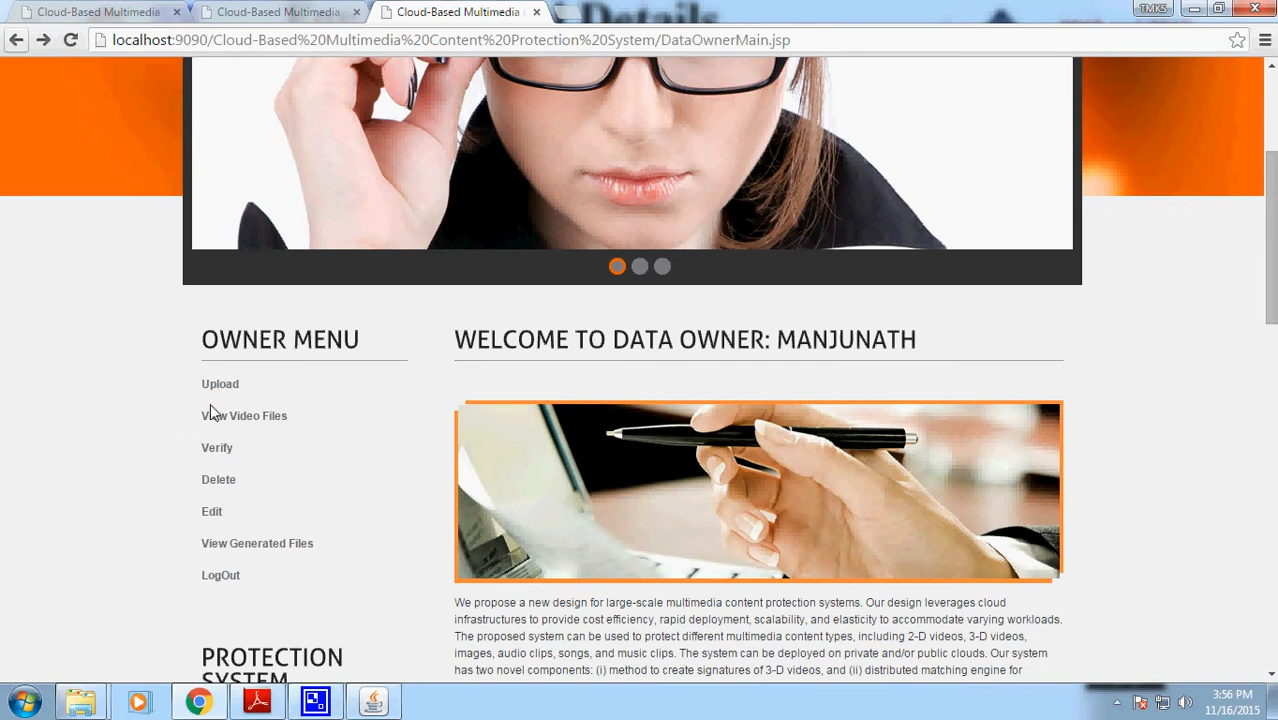 Details
Cloud-Based Multimedia
Cloud-Based Multimedia
Cloud-Based Multimedia
TMKS
localhost:9090/Cloud-Based%20Multimedia%20Content%20Protection%20System/DataOwnerMain.jsp
OWNER MENU
Upload
View Video Files
Verify
Delete
Edit
View Generated Files
LogOut
PROTECTION
SYSTEM
WELCOME TO DATA OWNER: MANJUNATH
We propose a new design for large-scale multimedia content protection systems. Our design leverages cloud
infrastructures to provide cost efficiency, rapid deployment, scalability, and elasticity to accommodate varying workloads.
The proposed system can be used to protect different multimedia content types, including 2-D videos, 3-D videos,
images, audio clips, songs, and music clips. The system can be deployed on private and/or public clouds. Our system
has two novel components: (i) method to create signatures of 3-D videos, and (ii) distributed matching engine for
3:56 PM
11/16/2015